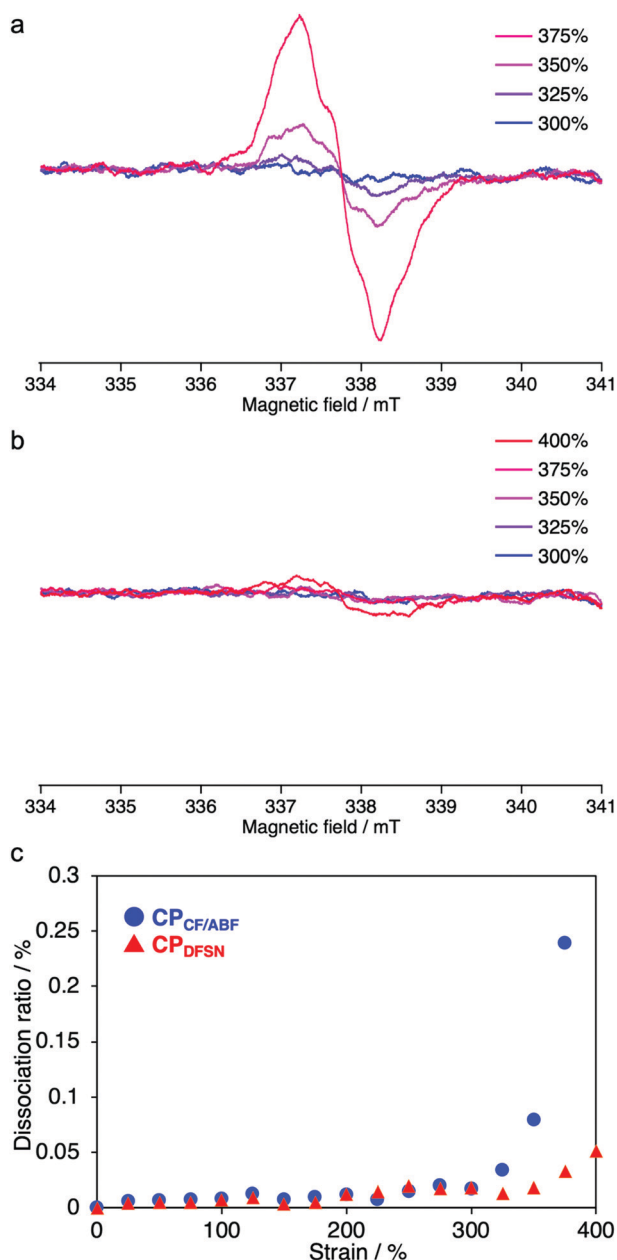 a
375%
350%
325%
300%
334 335 336 337 338 339 340 341
Magnetic field / mT
b
400%
375%
350%
325%
300%
334 335 336 337 338 339 340 341
Magnetic field / mT
c
0.3
0.25
0.2
0.15
0.1
0.05
0
Dissociation ratio / %
CP_CF/ABF
CP_DFSN
0 100 200 300 400
Strain / %